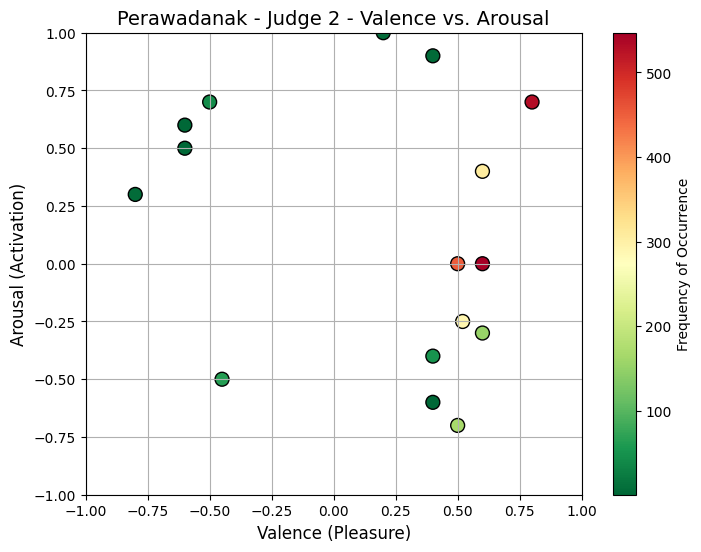 Perawadanak - Judge 2 - Valence vs. Arousal
1.00
0.75
0.50
0.25
0.00
−0.25
−0.50
−0.75
−1.00
Arousal (Activation)
−1.00 −0.75 −0.50 −0.25 0.00 0.25 0.50 0.75 1.00
Valence (Pleasure)
500
400
300
200
100
Frequency of Occurrence